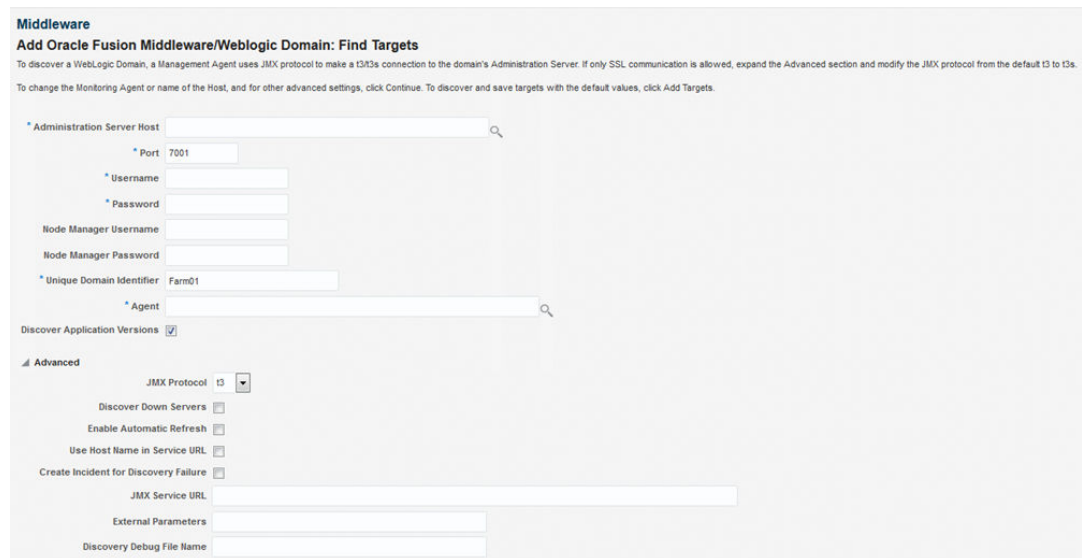 Middleware
Add Oracle Fusion Middleware/Weblogic Domain: Find Targets
To discover a WebLogic Domain, a Management Agent uses JMX protocol to make a t3/t3s connection to the domain's Administration Server. If only SSL communication is allowed, expand the Advanced section and modify the JMX protocol from the default t3 to t3s.
To change the Monitoring Agent or name of the Host, and for other advanced settings, click Continue. To discover and save targets with the default values, click Add Targets.
* Administration Server Host
* Port 7001
* Username
* Password
Node Manager Username
Node Manager Password
* Unique Domain Identifier Farm01
* Agent
Discover Application Versions
Advanced
JMX Protocol t3
Discover Down Servers
Enable Automatic Refresh
Use Host Name in Service URL
Create Incident for Discovery Failure
JMX Service URL
External Parameters
Discovery Debug File Name